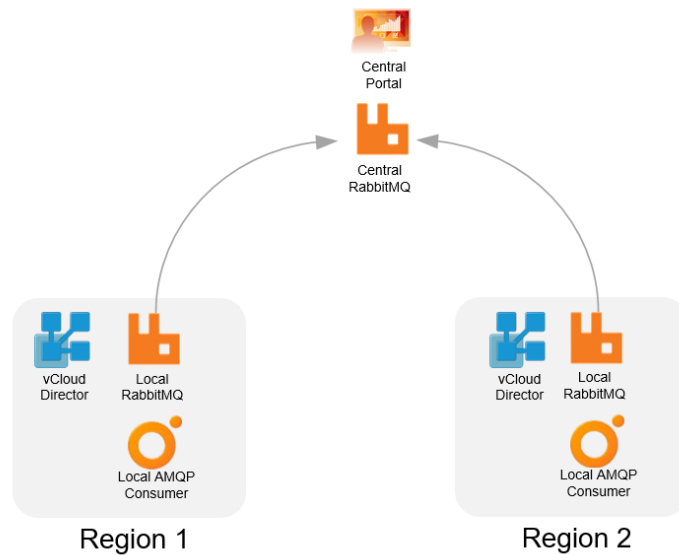 Central
Portal
Central
RabbitMQ
vCloud
Director
Local
RabbitMQ
Local AMQP
Consumer
Region 1
vCloud
Director
Local
RabbitMQ
Local AMQP
Consumer
Region 2